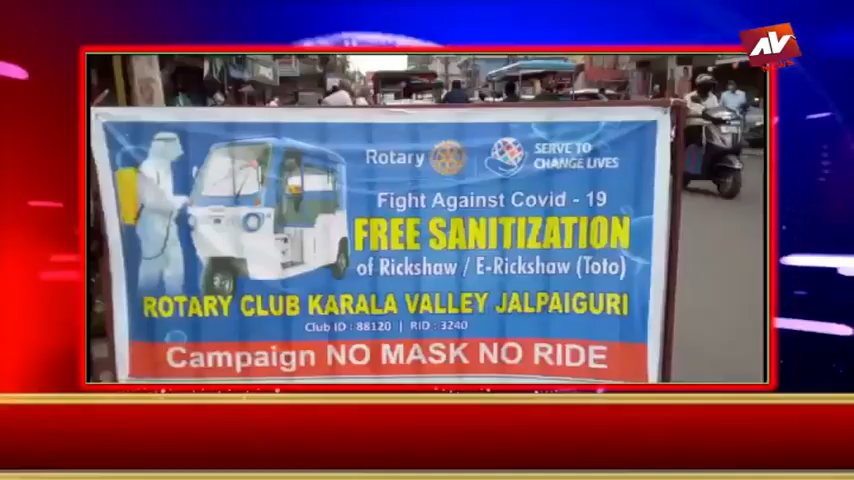 AV
NEWS
Rotary
SERVE TO
CHANGE LIVES
Fight Against Covid - 19
FREE SANITIZATION
of Rickshaw / E-Rickshaw (Toto)
ROTARY CLUB KARALA VALLEY JALPAIGURI
Club ID : 88120 | RID : 3240
Campaign NO MASK NO RIDE